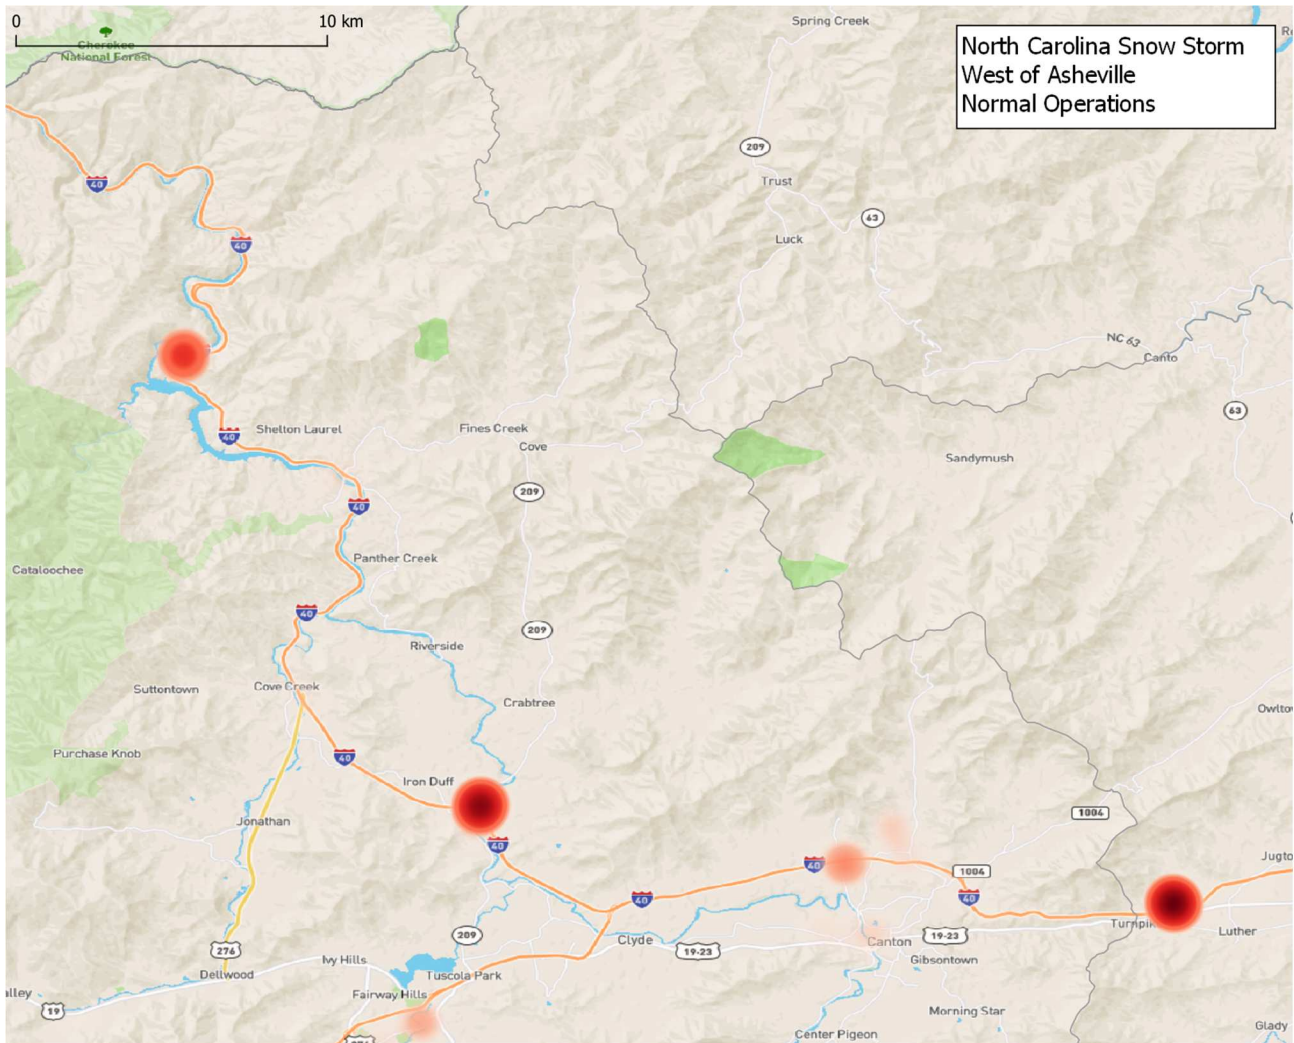 0 10 km
Cherokee
National Forest
Spring Creek
North Carolina Snow Storm
West of Asheville
Normal Operations
209
40
Trust
63
Luck
40
NC 63
Canto
63
Shelton Laurel
40
Fines Creek
Cove
Sandymush
209
40
Panther Creek
Cataloochee
40
209
Riverside
Suttontown
Cove Creek
Crabtree
Purchase Knob
40
Iron Duff
Jonathan
1004
40
40
1004
40
40
209
Clyde
19-23
Canton
19-23
Gibsontown
Luther
276
Dellwood
Ivy Hills
Tuscola Park
Fairway Hills
alley
19
Morning Star
Center Pigeon
Glady